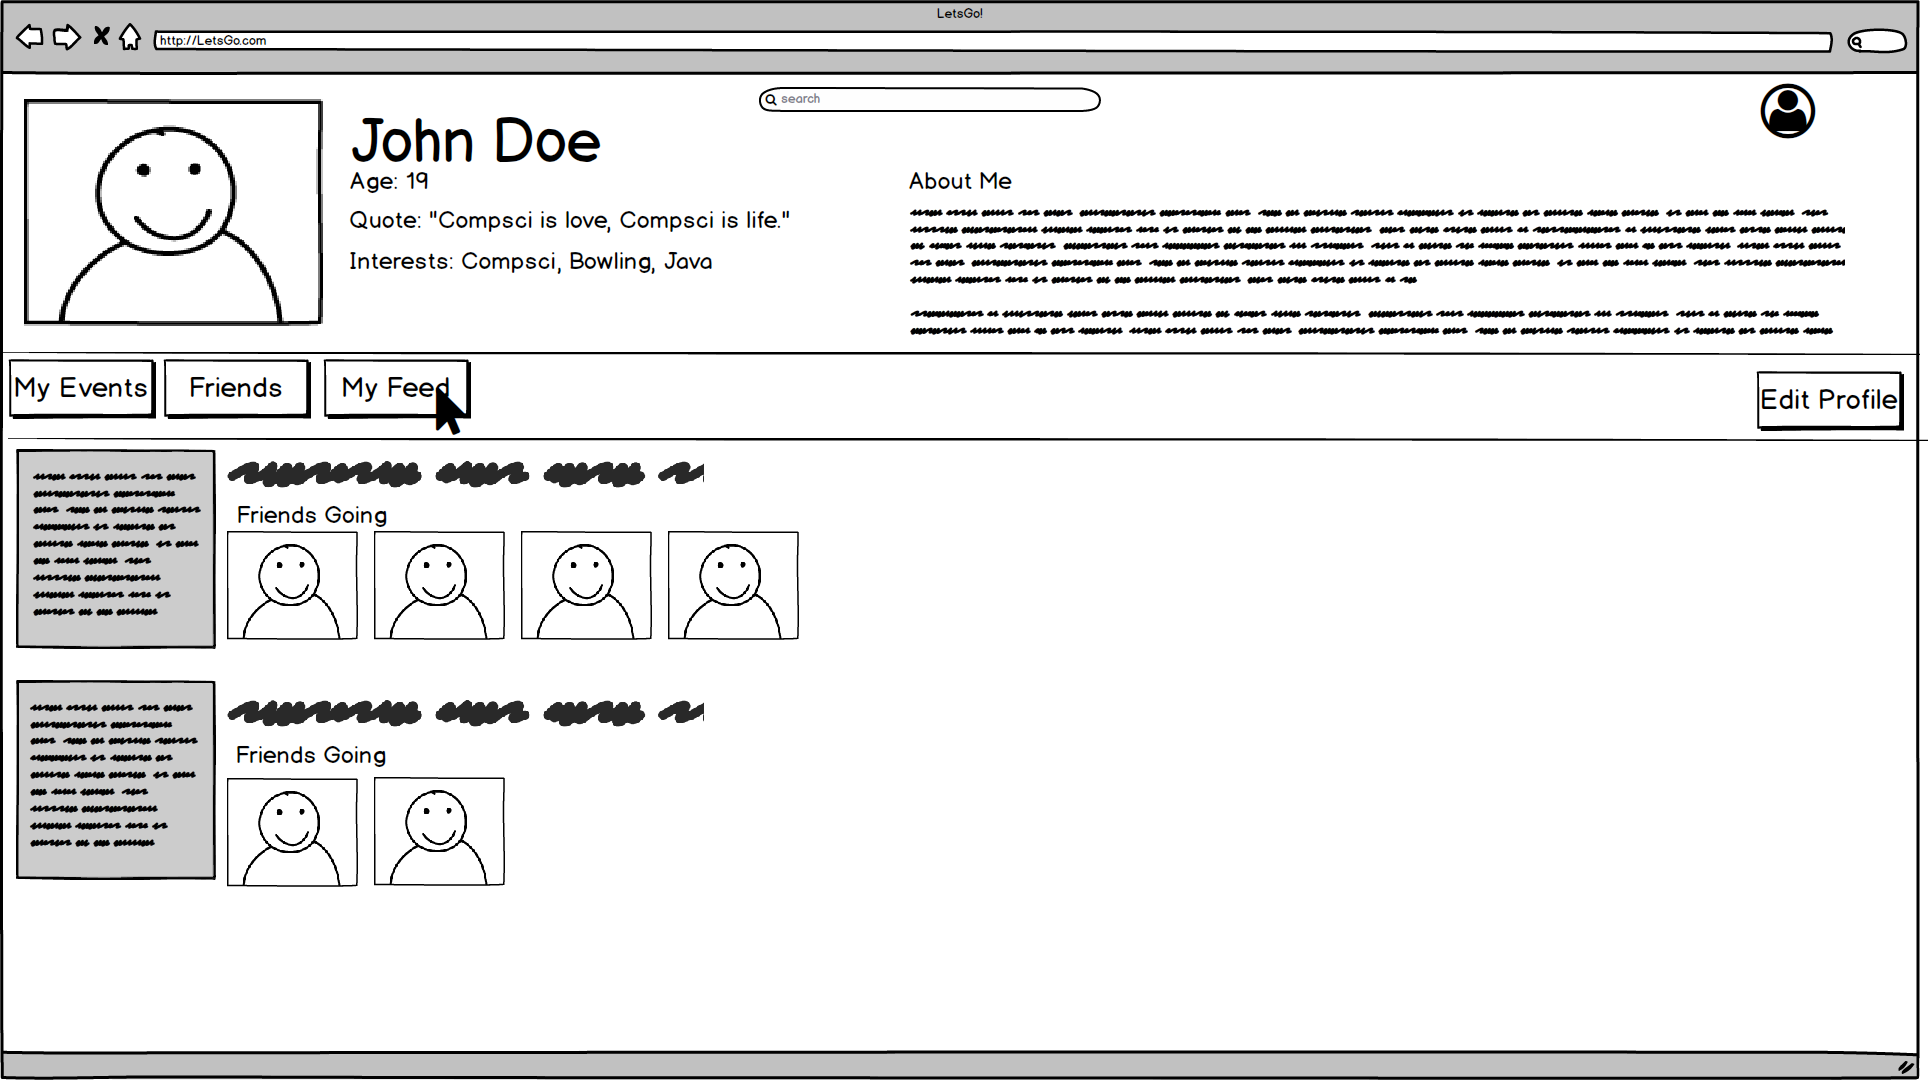 LetsGo!
http://LetsGo.com
search
John Doe
Age: 19
Quote: "Compsci is love, Compsci is life."
Interests: Compsci, Bowling, Java
About Me
My Events
Friends
My Feed
Edit Profile
Friends Going
Friends Going